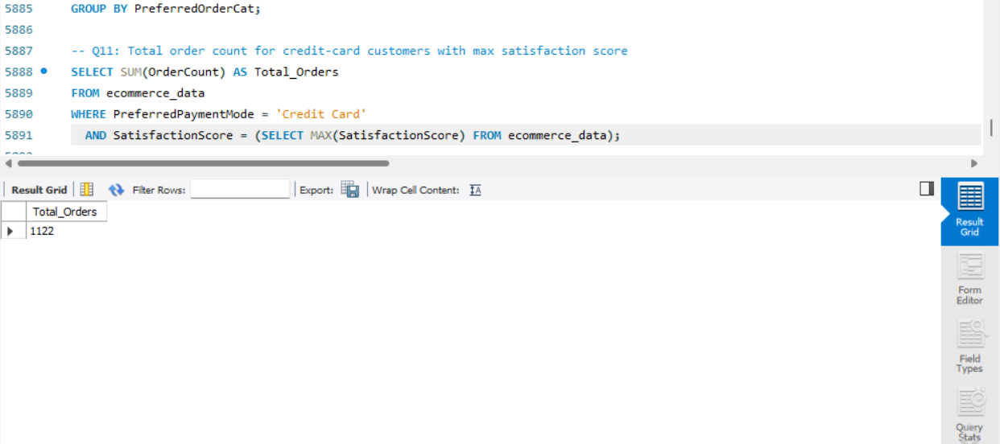 5885 GROUP BY PreferredOrderCat;
5886
5887 -- Q11: Total order count for credit-card customers with max satisfaction score
5888 SELECT SUM(OrderCount) AS Total_Orders
5889 FROM ecommerce_data
5890 WHERE PreferredPaymentMode = 'Credit Card'
5891 AND SatisfactionScore = (SELECT MAX(SatisfactionScore) FROM ecommerce_data);
Result Grid Filter Rows: Export: Wrap Cell Content: IA
Total_Orders
1122
Result
Grid
Form
Editor
Field
Types
Query
Stats